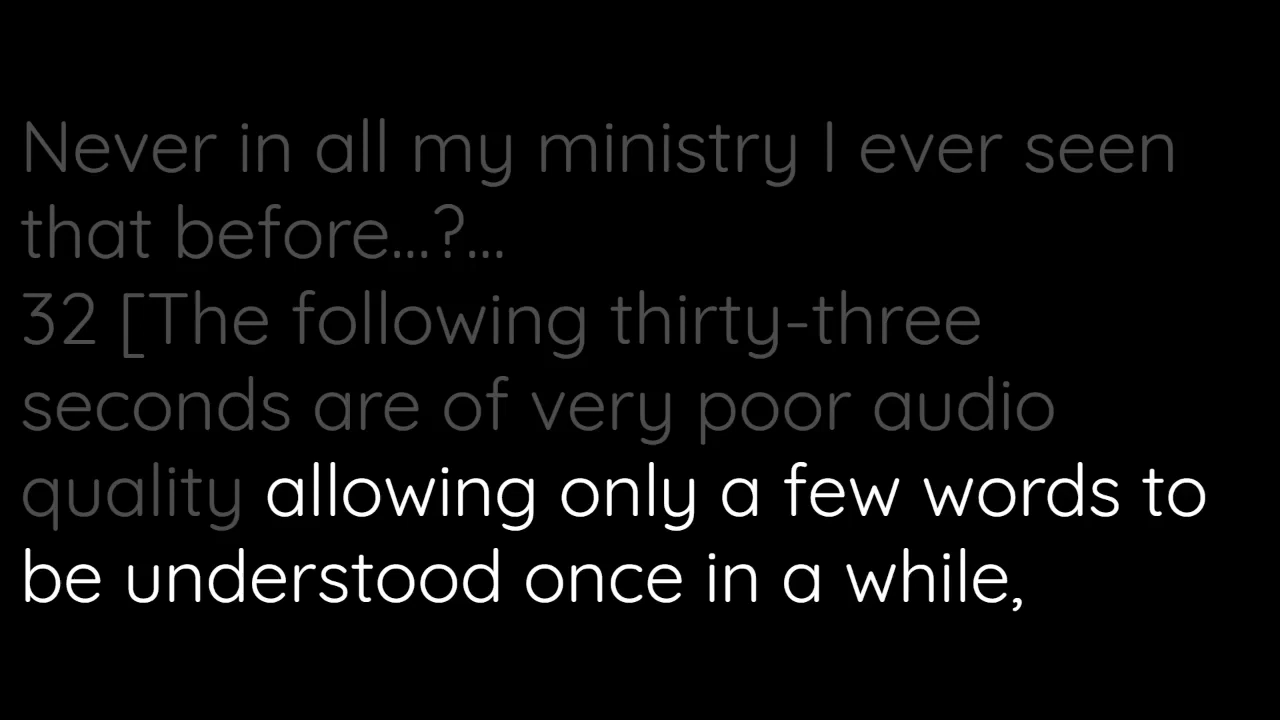 Never in all my ministry I ever seen
that before...?...
32 [The following thirty-three
seconds are of very poor audio
quality allowing only a few words to
be understood once in a while,